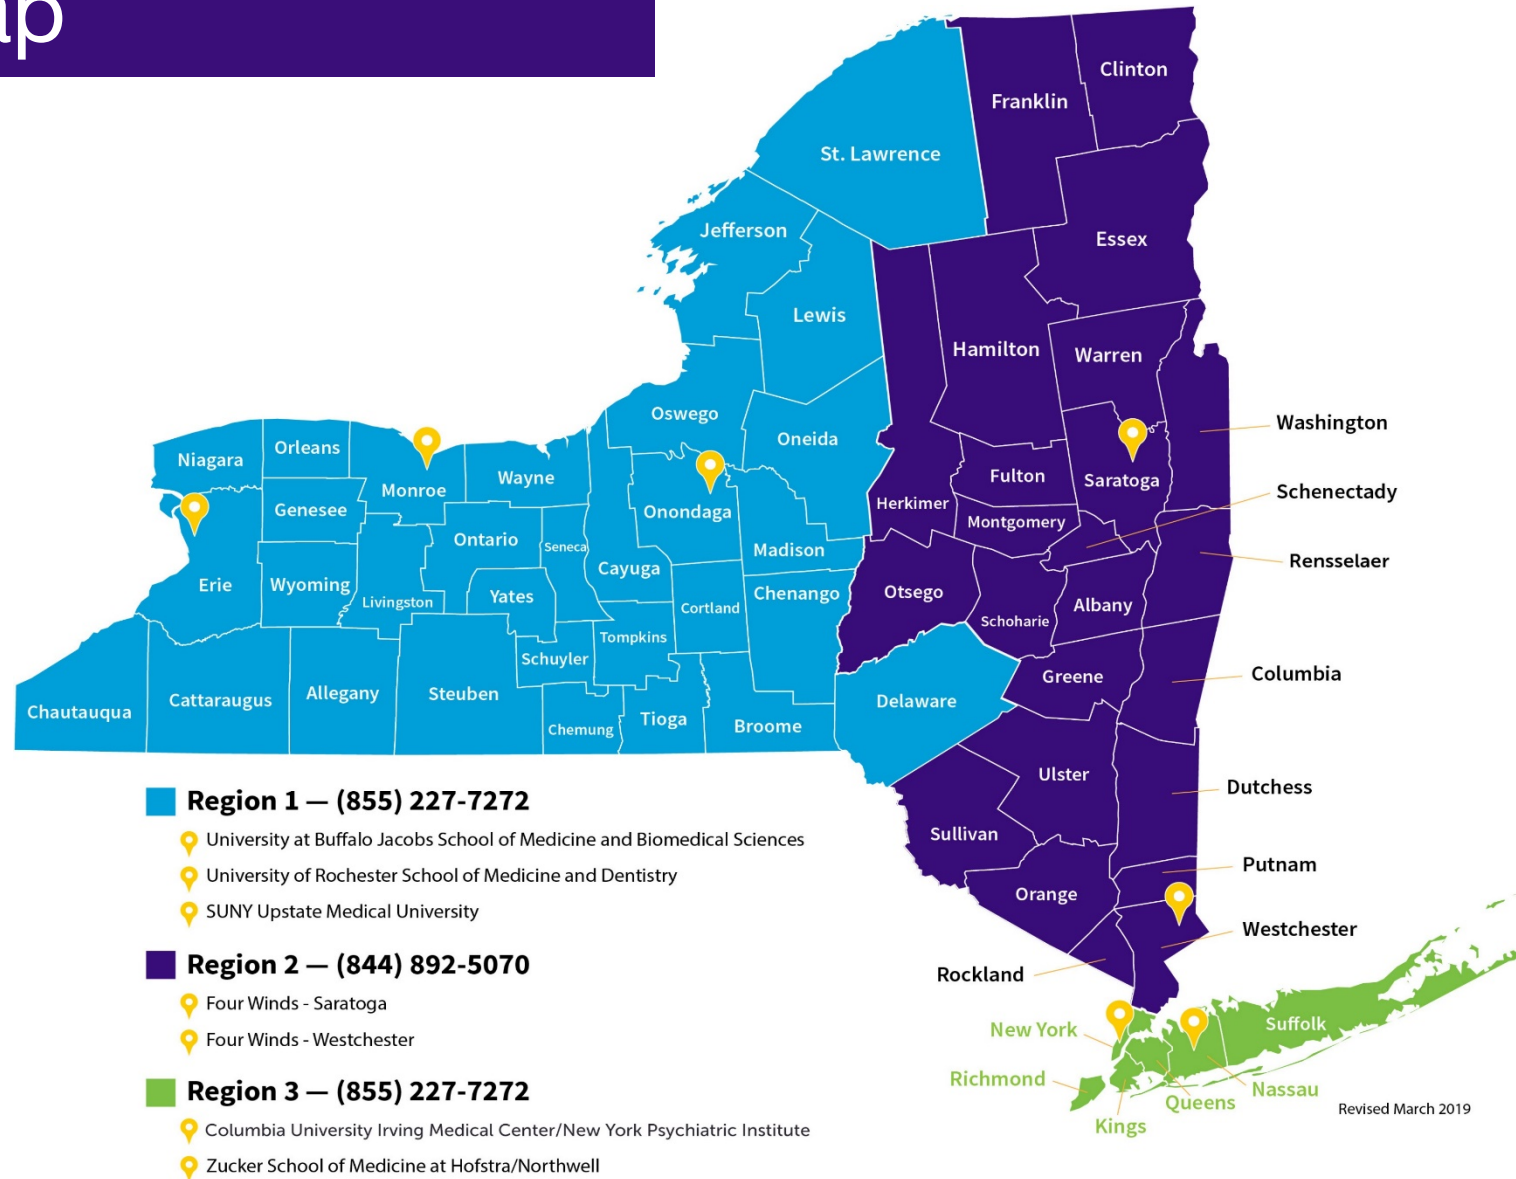 ap
Clinton
Franklin
St. Lawrence
Jefferson
Essex
Lewis
Hamilton
Warren
Oswego
Washington
Oneida
Orleans
Niagara
Wayne
Fulton
Saratoga
Monroe
Schenectady
Herkimer
Genesee
Onondaga
Montgomery
Ontario
Seneca
Madison
Rensselaer
Cayuga
Erie
Wyoming
Yates
Chenango
Otsego
Livingston
Cortland
Albany
Schoharie
Tompkins
Schuyler
Columbia
Greene
Chautauqua
Cattaraugus
Allegany
Steuben
Delaware
Chemung
Tioga
Broome
Ulster
Dutchess
Sullivan
Putnam
Orange
Westchester
Rockland
New York
Suffolk
Richmond
Nassau
Queens
Kings
Region 1 — (855) 227-7272
University at Buffalo Jacobs School of Medicine and Biomedical Sciences
University of Rochester School of Medicine and Dentistry
SUNY Upstate Medical University
Region 2 — (844) 892-5070
Four Winds - Saratoga
Four Winds - Westchester
Region 3 — (855) 227-7272
Columbia University Irving Medical Center/New York Psychiatric Institute
Zucker School of Medicine at Hofstra/Northwell
Revised March 2019